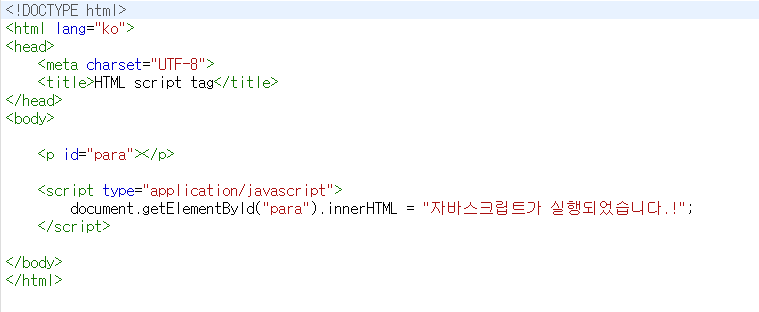 <!DOCTYPE html>
<html lang="ko">
<head>
    <meta charset="UTF-8">
    <title>HTML script tag</title>
</head>
<body>

    <p id="para"></p>

    <script type="application/javascript">
        document.getElementById("para").innerHTML = "자바스크립트가 실행되었습니다.!";
    </script>

</body>
</html>